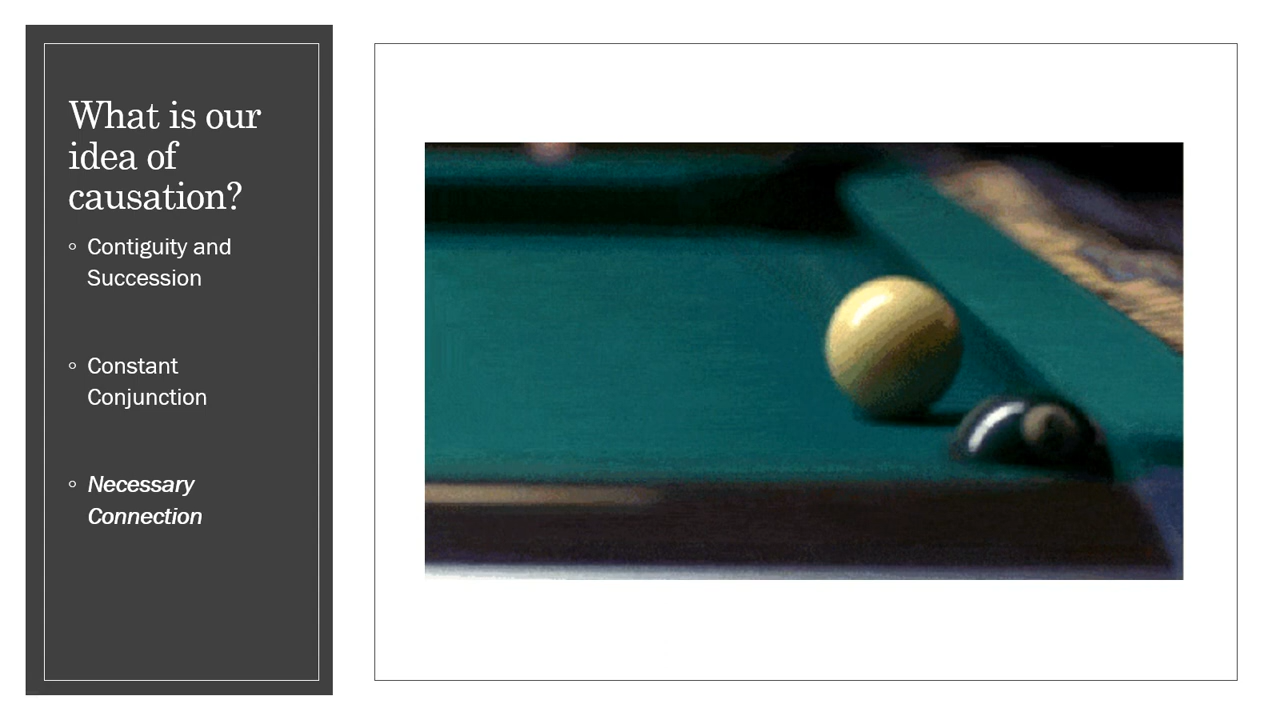 What is our
idea of
causation?
◦ Contiguity and
Succession
◦ Constant
Conjunction
◦ Necessary
Connection